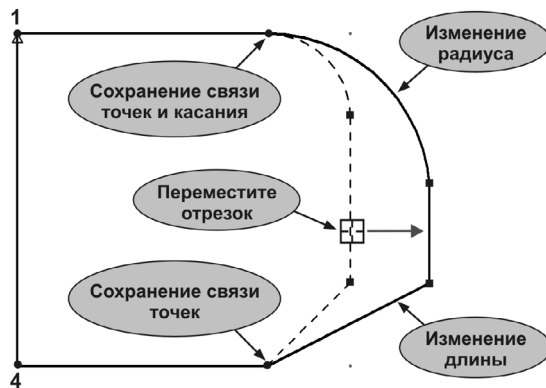 1
Изменение
радиуса
Сохранение связи
точек и касания
Переместите
отрезок
Сохранение связи
точек
Изменение
длины
4